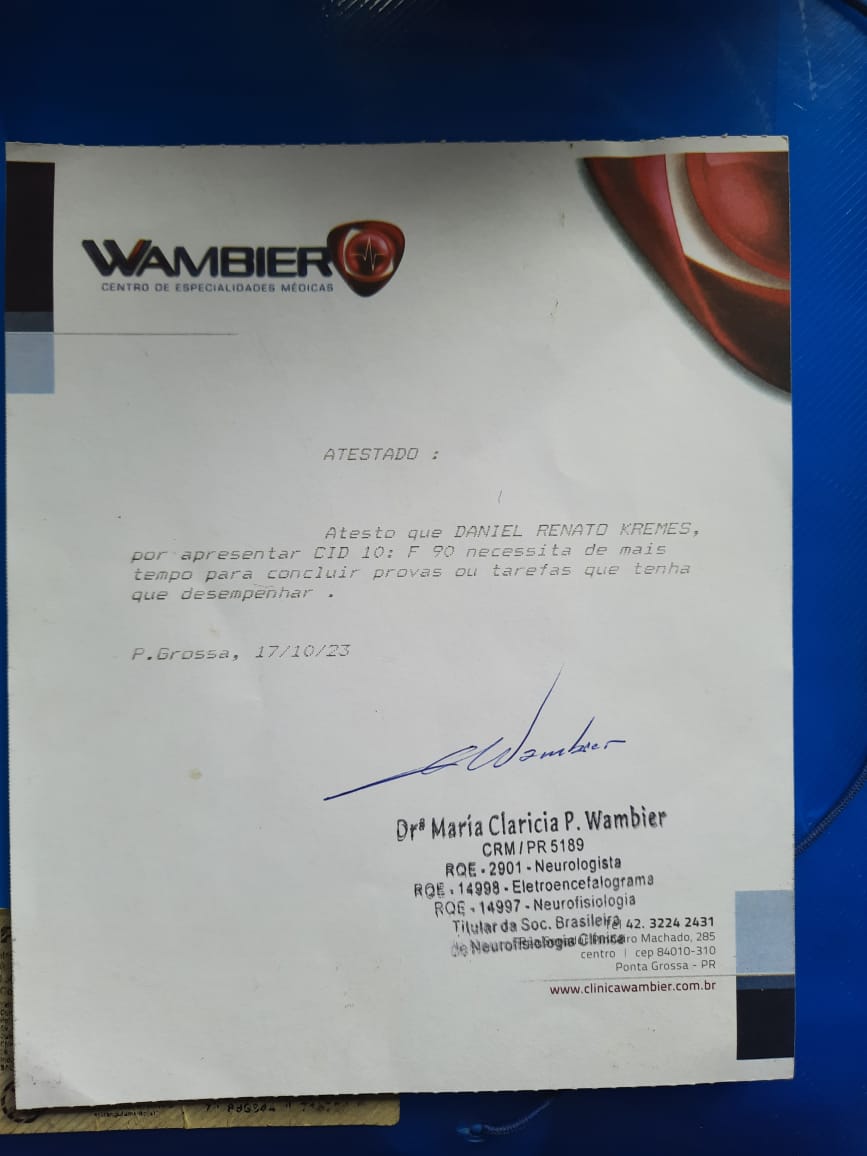 WAMBIER
CENTRO DE ESPECIALIDADES MÉDICAS
ATESTADO :
Atesto que DANIEL RENATO KREMES,
por apresentar CID 10: F 90 necessita de mais
tempo para concluir provas ou tarefas que tenha
que desempenhar .
P.Grossa, 17/10/23
Wambier
Drª Maria Claricia P. Wambier
CRM / PR 5189
RQE - 2901 - Neurologista
RQE - 14998 - Eletroencefalograma
RQE - 14997 - Neurofisiologia
Titular da Soc. Brasileira
de Neurofisiologia Clínica
Tel 42. 3224 2431
Machado, 285
centro | cep 84010-310
Ponta Grossa - PR
www.clinicawambier.com.br